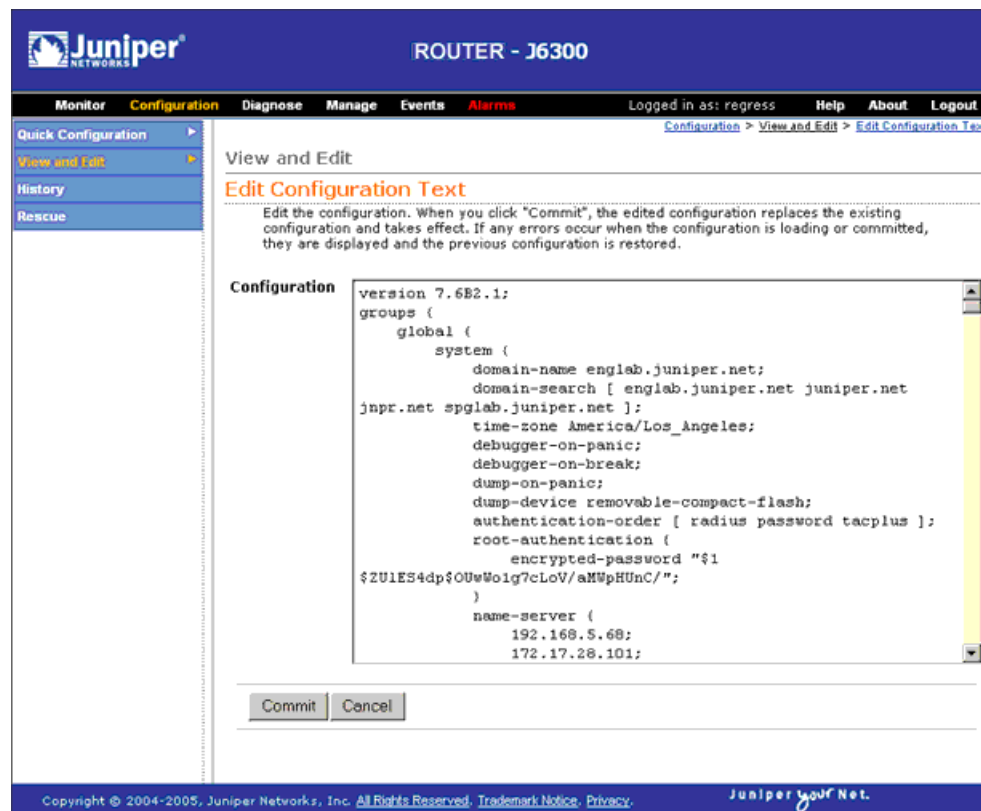 Juniper®
NETWORKS
ROUTER - J6300
Monitor Configuration Diagnose Manage Events Alarms Logged in as: regress Help About Logout
Configuration > View and Edit > Edit Configuration Tex
Quick Configuration
View and Edit
History
Rescue
View and Edit
Edit Configuration Text
Edit the configuration. When you click "Commit", the edited configuration replaces the existing
configuration and takes effect. If any errors occur when the configuration is loading or committed,
they are displayed and the previous configuration is restored.
Configuration
version 7.6B2.1;
groups {
global {
system {
domain-name englab.juniper.net;
domain-search [ englab.juniper.net juniper.net
jnpr.net spglab.juniper.net ];
time-zone America/Los_Angeles;
debugger-on-panic;
debugger-on-break;
dump-on-panic;
dump-device removable-compact-flash;
authentication-order [ radius password tacplus ];
root-authentication {
encrypted-password "$1
$ZUlES4dp$OUwWo1g7cLoV/aMWpHUnC/";
}
name-server {
192.168.5.68;
172.17.28.101;
Commit Cancel
Copyright © 2004-2005, Juniper Networks, Inc. All Rights Reserved. Trademark Notice. Privacy.
Juniper your Net.